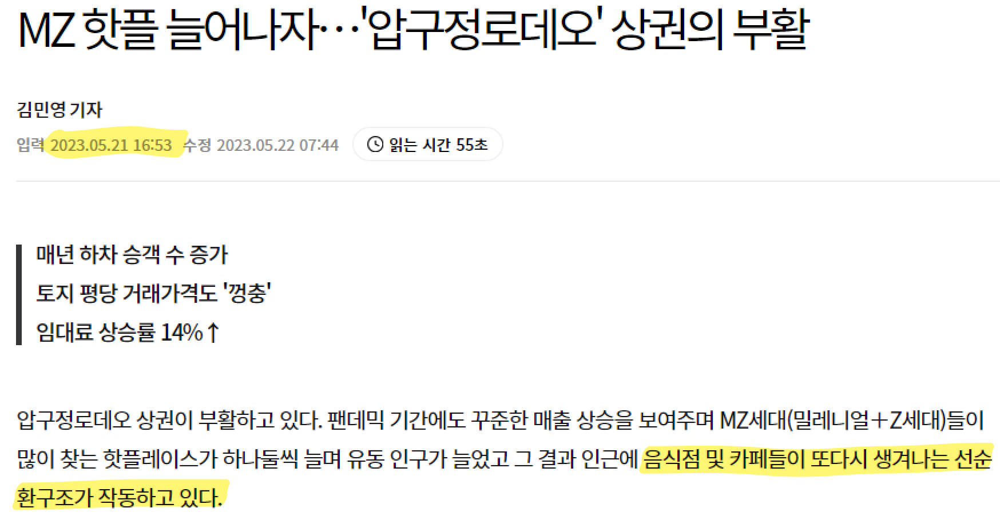 MZ 핫플 늘어나자…'압구정로데오' 상권의 부활
김민영 기자
입력 2023.05.21 16:53 수정 2023.05.22 07:44 읽는 시간 55초
매년 하차 승객 수 증가
토지 평당 거래가격도 '껑충'
임대료 상승률 14%↑
압구정로데오 상권이 부활하고 있다. 팬데믹 기간에도 꾸준한 매출 상승을 보여주며 MZ세대(밀레니얼+Z세대)들이
많이 찾는 핫플레이스가 하나둘씩 늘며 유동 인구가 늘었고 그 결과 인근에 음식점 및 카페들이 또다시 생겨나는 선순
환구조가 작동하고 있다.